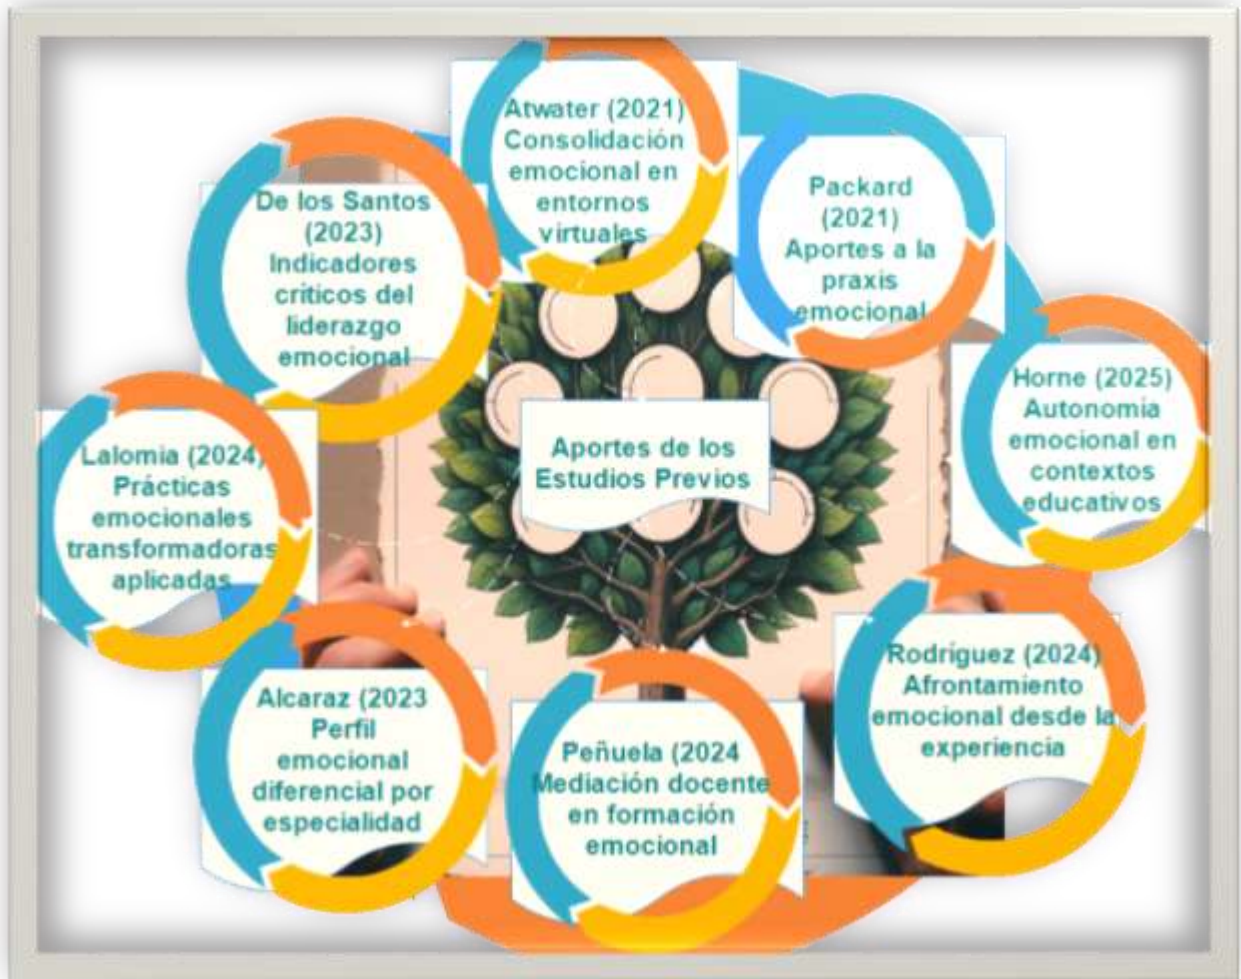 Atwater (2021)
Consolidación
emocional en
entornos
virtuales
Packard
(2021)
Aportes a la
praxis
emocional
De los Santos
(2023)
Indicadores
críticos del
liderazgo
emocional
Horne (2025)
Autonomía
emocional en
contextos
educativos
Aportes de los
Estudios Previos
Lalomia (2024)
Prácticas
emocionales
transformadoras
aplicadas
Rodríguez (2024)
Afrontamiento
emocional desde la
experiencia
Alcaraz (2023
Perfil
emocional
diferencial por
especialidad
Peñuela (2024
Mediación docente
en formación
emocional